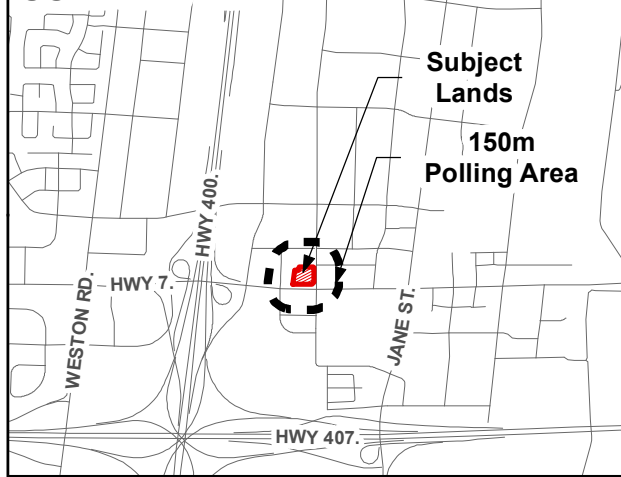 Subject
Lands
150m
Polling Area
HWY 400.
HWY 7.
WESTON RD.
JANE ST.
HWY 407.